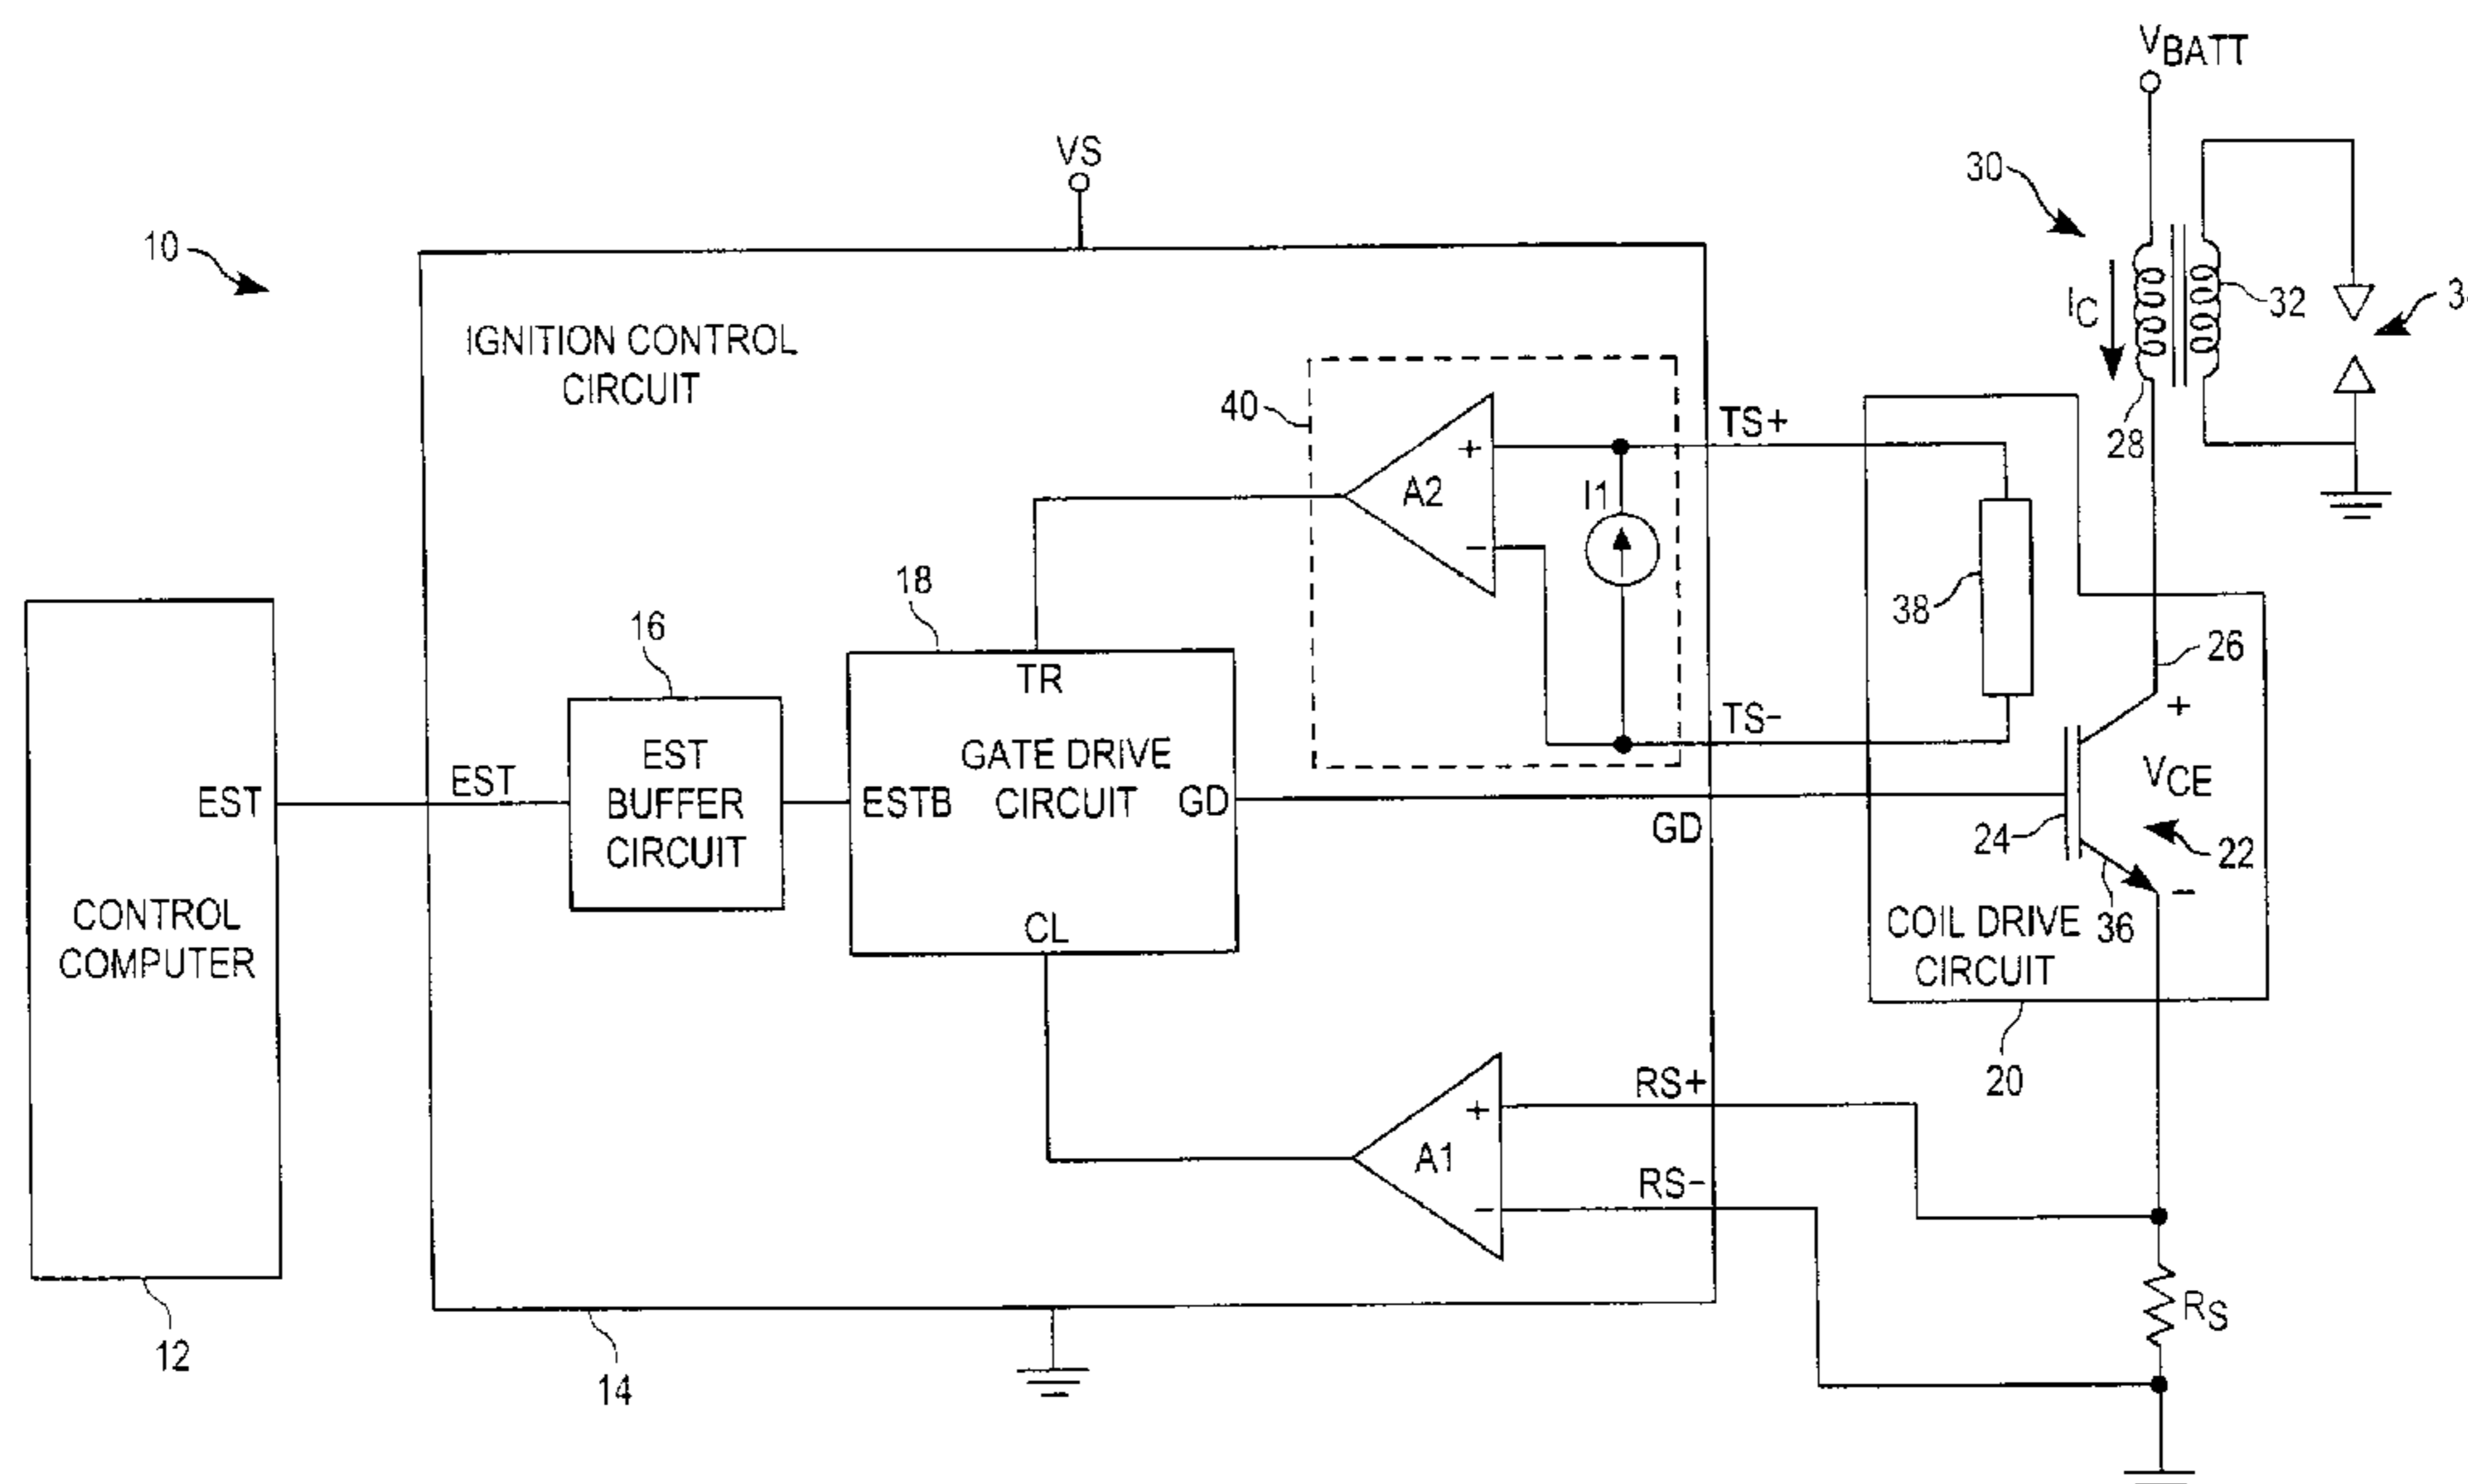 VBATT
VS
30
10
IC
32
IGNITION CONTROL
CIRCUIT
40
TS+
28
+
A2
I1
18
38
16
TR
26
TS-
+
EST
BUFFER
CIRCUIT
GATE DRIVE
CIRCUIT
EST
EST
ESTB
GD
GD
VCE
24
22
CONTROL
COMPUTER
CL
COIL DRIVE
CIRCUIT
36
-
20
RS+
+
A1
RS-
-
RS
12
14